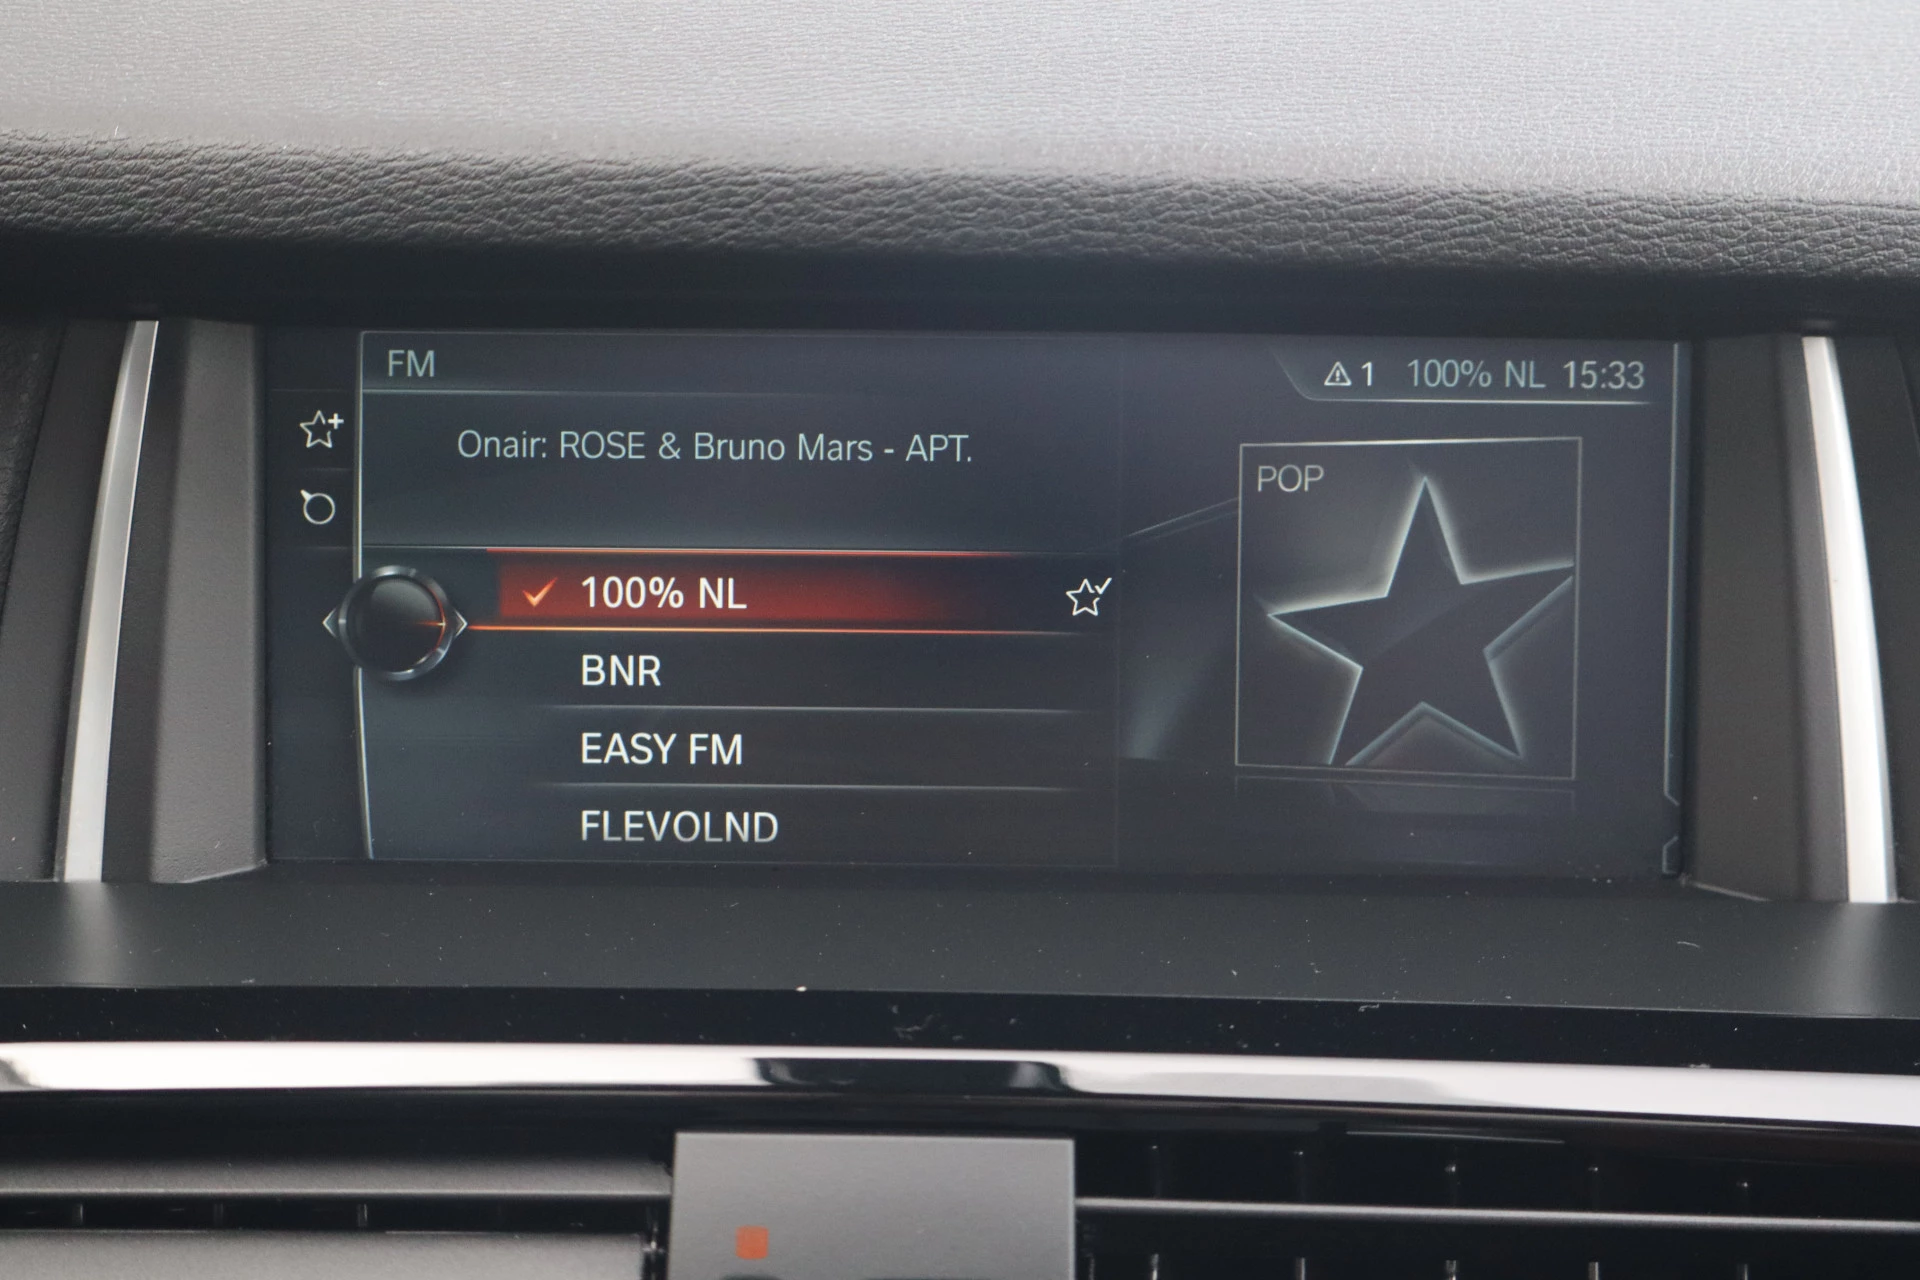 FM
1 100% NL 15:33
Onair: ROSE & Bruno Mars - APT.
POP
100% NL
BNR
EASY FM
FLEVOLND